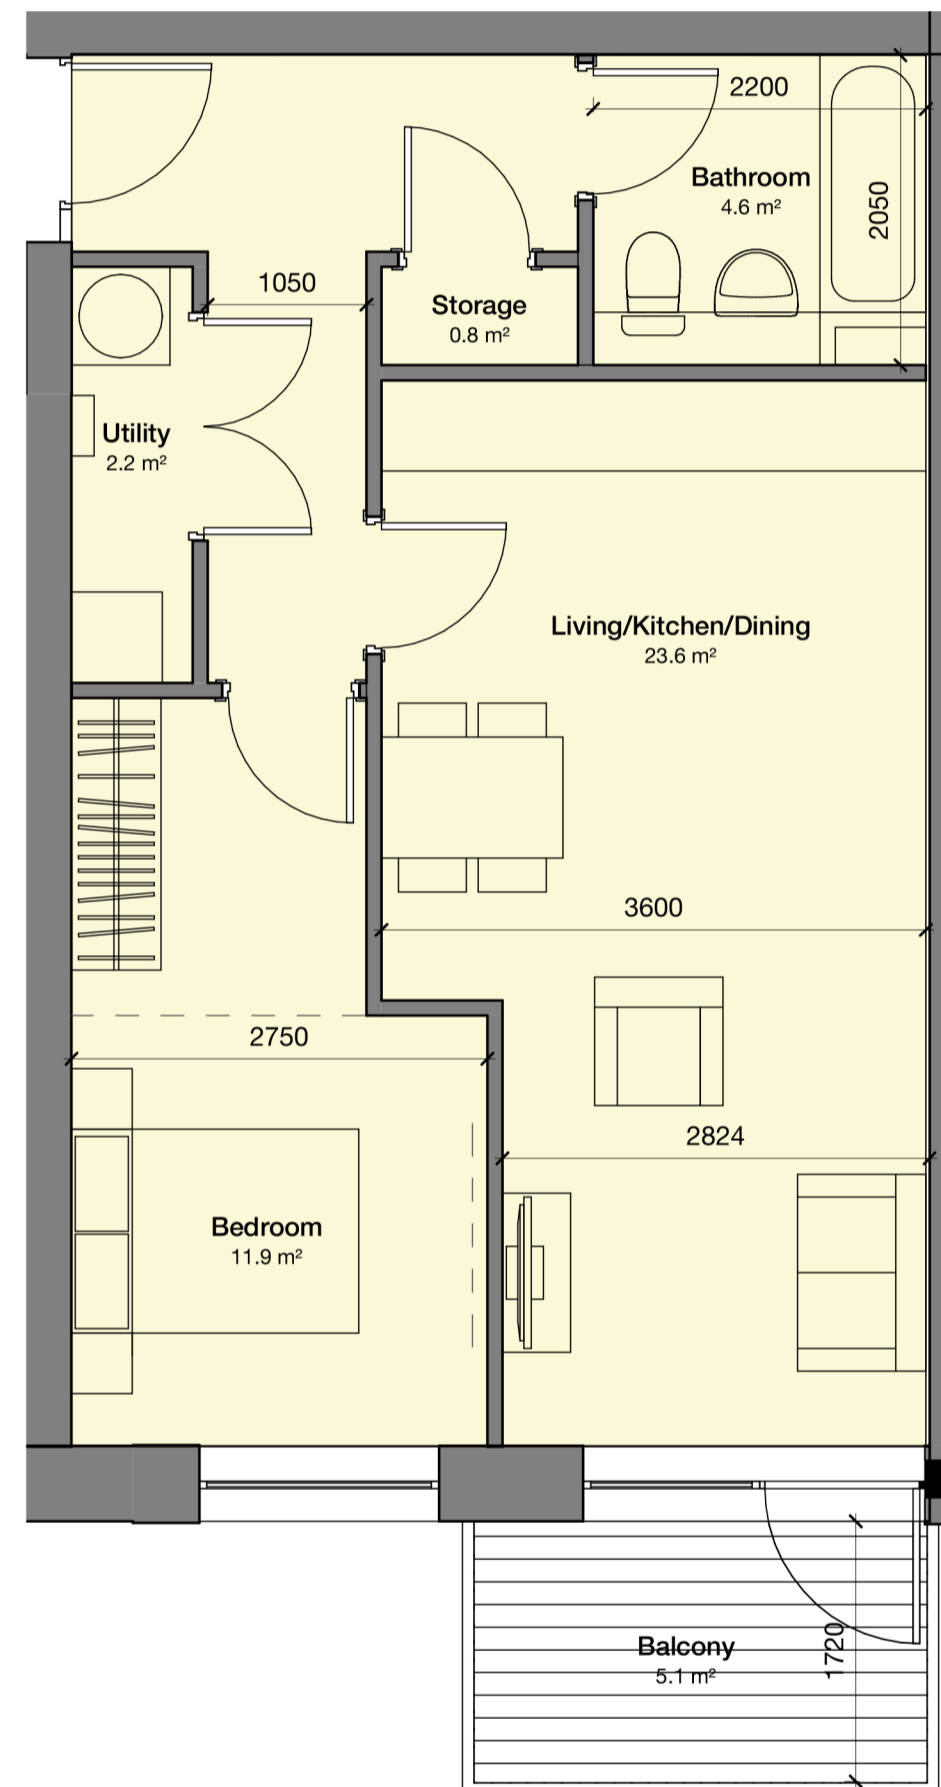 2200
Bathroom
4.6 m²
2050
1050
Storage
0.8 m²
Utility
2.2 m²
Living/Kitchen/Dining
23.6 m²
3600
2750
2824
Bedroom
11.9 m²
Balcony
5.1 m²
1720